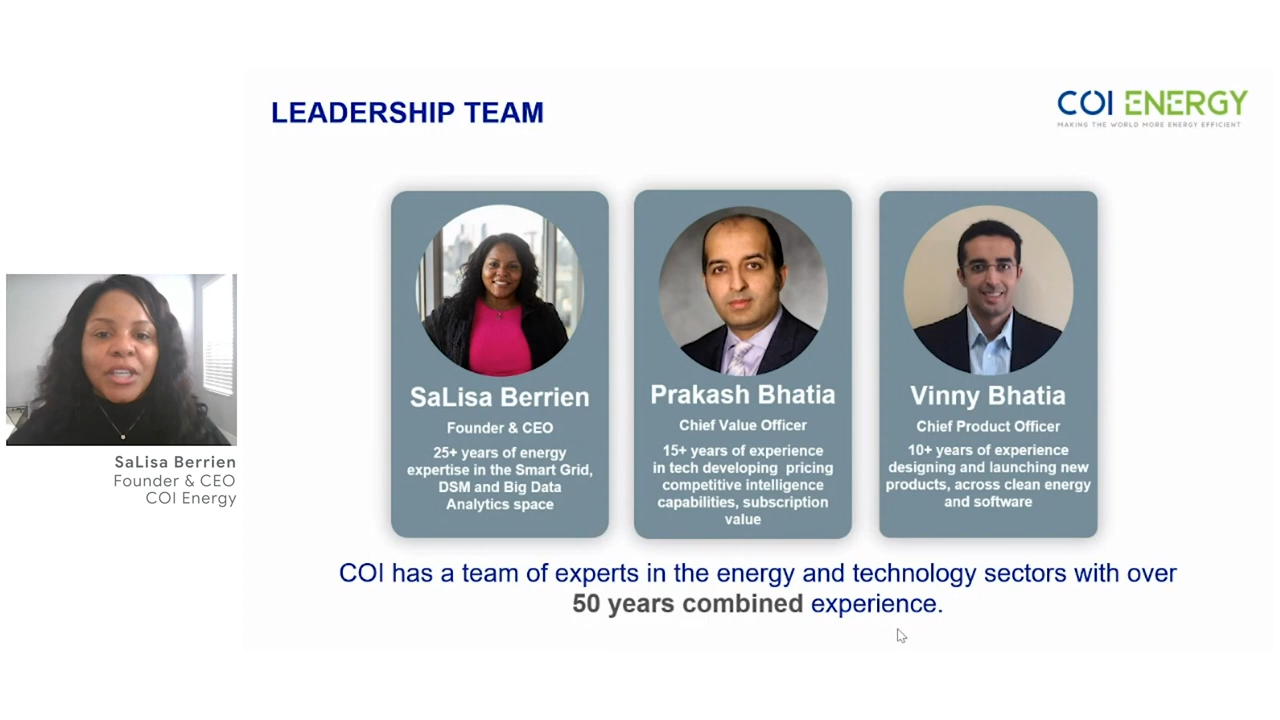 LEADERSHIP TEAM
COI ENERGY
MAKING THE WORLD MORE ENERGY EFFICIENT
SaLisa Berrien
Founder & CEO
25+ years of energy
expertise in the Smart Grid,
DSM and Big Data
Analytics space
Prakash Bhatia
Chief Value Officer
15+ years of experience
in tech developing pricing
competitive intelligence
capabilities, subscription
value
Vinny Bhatia
Chief Product Officer
10+ years of experience
designing and launching new
products, across clean energy
and software
SaLisa Berrien
Founder & CEO
COI Energy
COI has a team of experts in the energy and technology sectors with over
50 years combined experience.